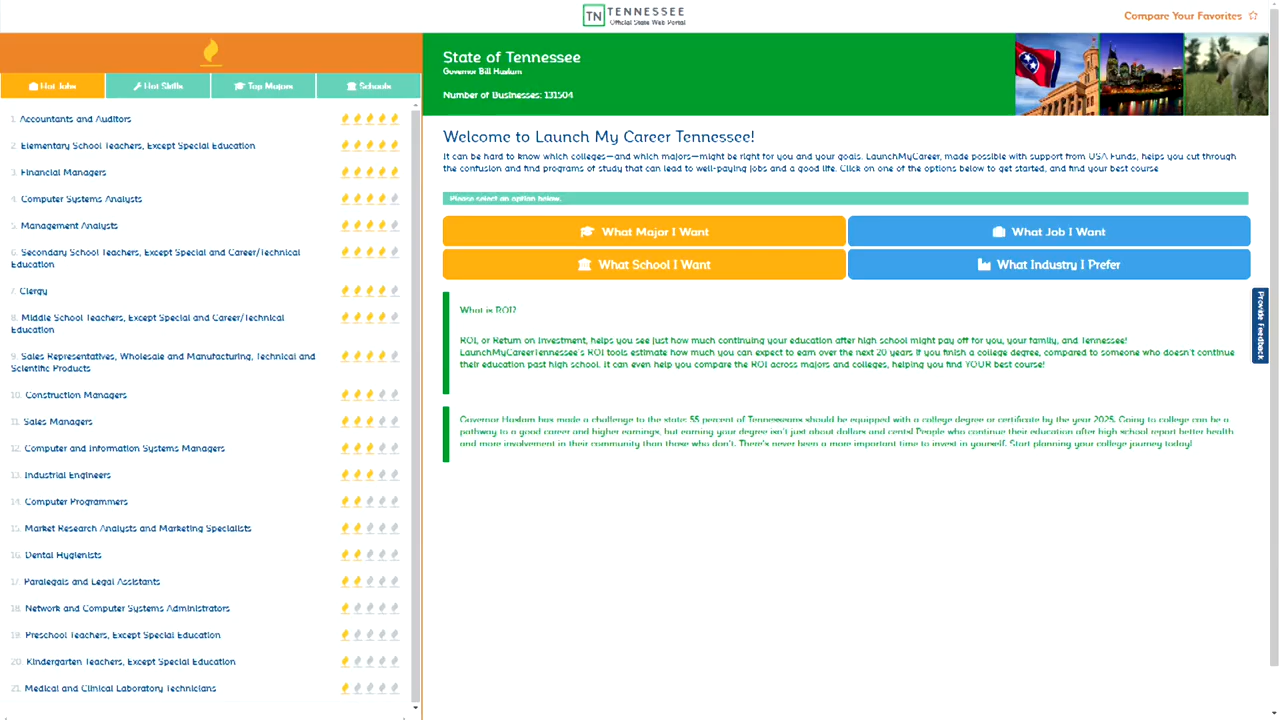 TN TENNESSEE
Official State Web Portal
Compare Your Favorites
Hot Jobs
Hot Skills
Top Majors
Schools
1. Accountants and Auditors
2. Elementary School Teachers, Except Special Education
3. Financial Managers
4. Computer Systems Analysts
5. Management Analysts
6. Secondary School Teachers, Except Special and Career/Technical
Education
7. Clergy
8. Middle School Teachers, Except Special and Career/Technical
Education
9. Sales Representatives, Wholesale and Manufacturing, Technical and
Scientific Products
10. Construction Managers
11. Sales Managers
12. Computer and Information Systems Managers
13. Industrial Engineers
14. Computer Programmers
15. Market Research Analysts and Marketing Specialists
16. Dental Hygienists
17. Paralegals and Legal Assistants
18. Network and Computer Systems Administrators
19. Preschool Teachers, Except Special Education
20. Kindergarten Teachers, Except Special Education
21. Medical and Clinical Laboratory Technicians
State of Tennessee
Governor Bill Haslam
Number of Businesses: 131504
Welcome to Launch My Career Tennessee!
It can be hard to know which colleges—and which majors—might be right for you and your goals. LaunchMyCareer, made possible with support from USA Funds, helps you cut through
the confusion and find programs of study that can lead to well-paying jobs and a good life. Click on one of the options below to get started, and find your best course
Please select an option below.
What Major I Want
What Job I Want
What School I Want
What Industry I Prefer
What is ROI?
ROI, or Return on Investment, helps you see just how much continuing your education after high school might pay off for you, your family, and Tennessee!
LaunchMyCareerTennessee's ROI tools estimate how much you can expect to earn over the next 20 years if you finish a college degree, compared to someone who doesn't continue
their education past high school. It can even help you compare the ROI across majors and colleges, helping you find YOUR best course!
Governor Haslam has made a challenge to the state: 55 percent of Tennesseans should be equipped with a college degree or certificate by the year 2025. Going to college can be a
pathway to a good career and higher earnings, but earning your degree isn't just about dollars and cents! People who continue their education after high school report better health
and more involvement in their community than those who don't. There's never been a more important time to invest in yourself. Start planning your college journey today!
Provide Feedback